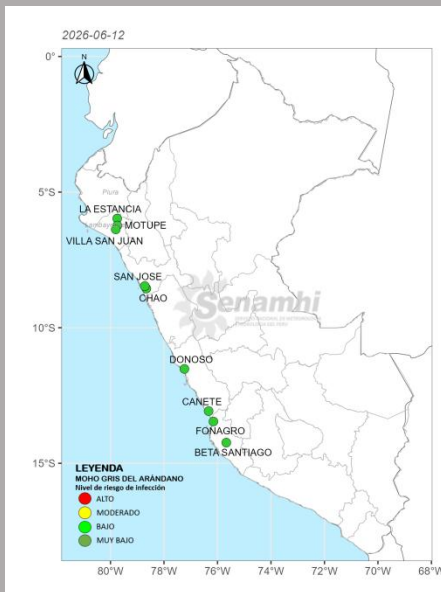 2026-06-12
N
0°
5°S
Piura
LA ESTANCIA
MOTUPE
VILLA SAN JUAN
SAN JOSE
CHAO
Senamhi
10°S
DONOSO
CANETE
FONAGRO
BETA SANTIAGO
15°S
LEYENDA
MOHO GRIS DEL ARÁNDANO
Nivel de riesgo de infección
ALTO
MODERADO
BAJO
MUY BAJO
80°W 78°W 76°W 74°W 72°W 70°W 68°W